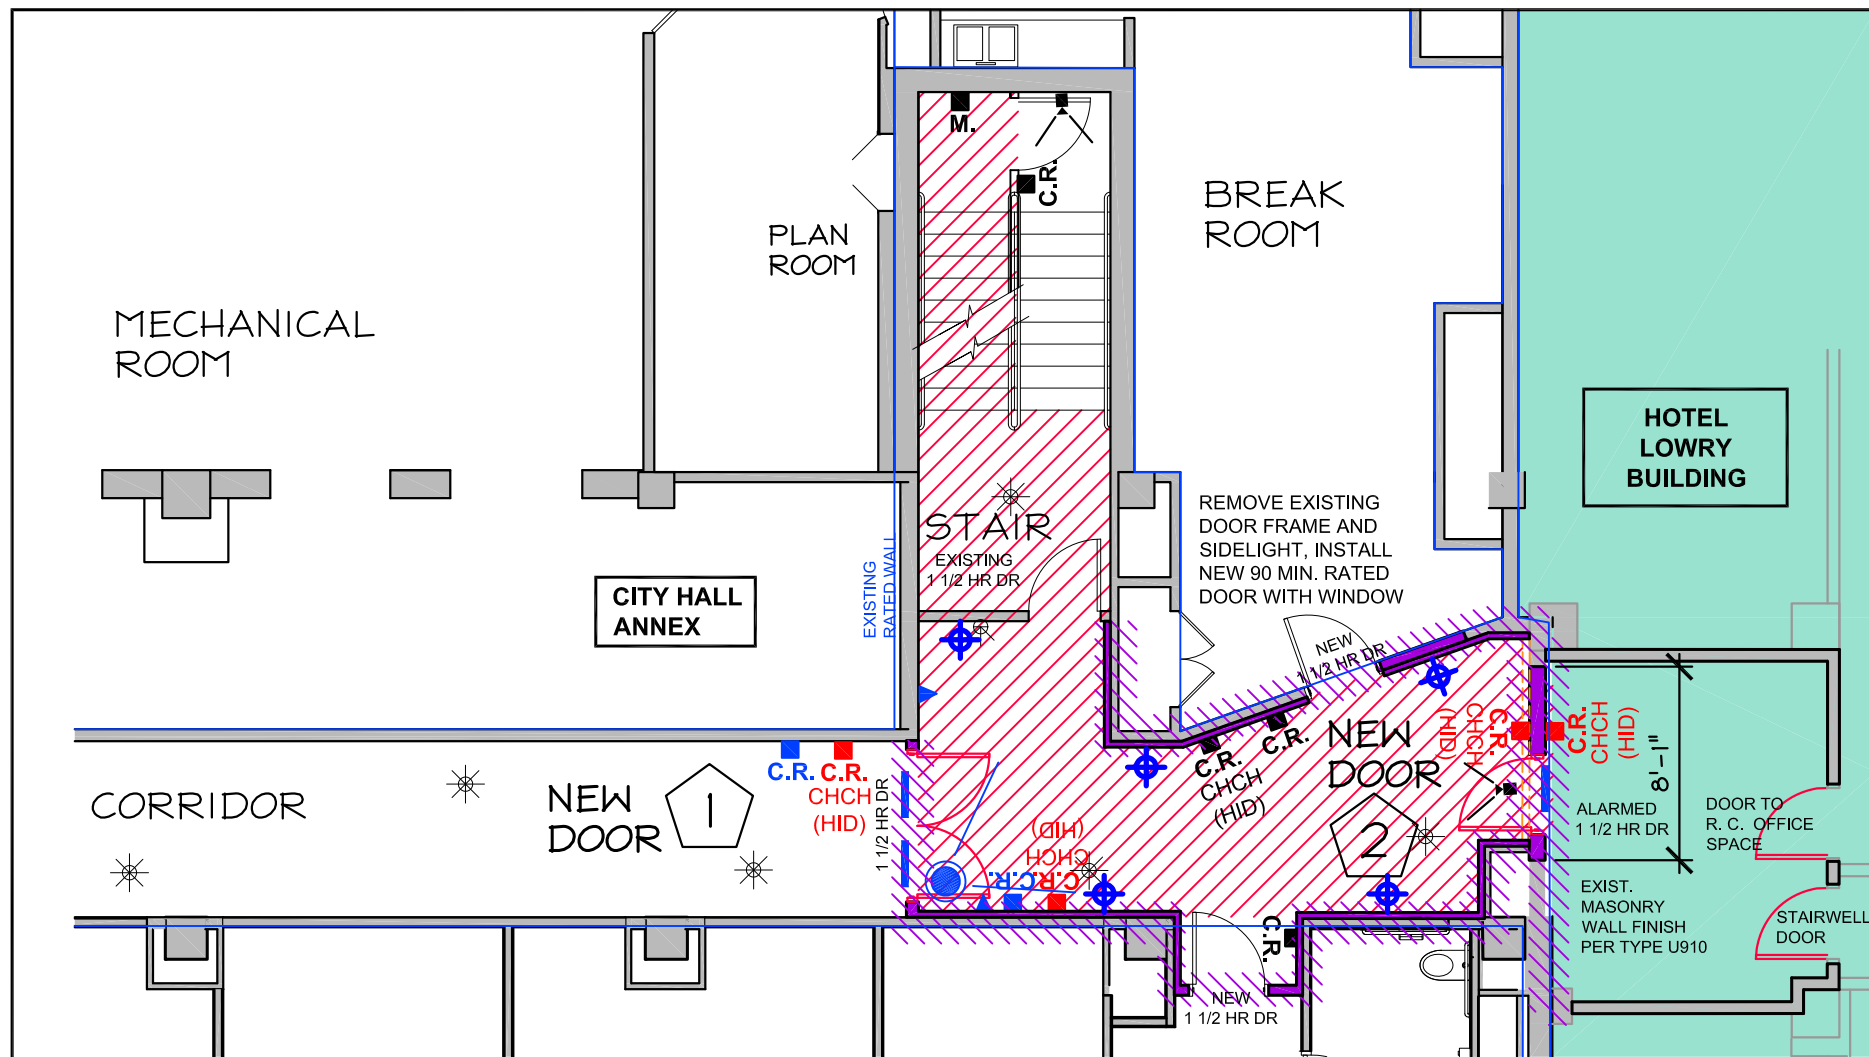 M.
C.R.
BREAK
ROOM
PLAN
ROOM
MECHANICAL
ROOM
HOTEL
LOWRY
BUILDING
STAIR
EXISTING
1 1/2 HR DR
EXISTING
RATED WALL
REMOVE EXISTING
DOOR FRAME AND
SIDELIGHT, INSTALL
NEW 90 MIN. RATED
DOOR WITH WINDOW
CITY HALL
ANNEX
NEW
1 1/2 HR DR
CORRIDOR
NEW
DOOR
1
C.R.
C.R.
CHCH
(HID)
1 1/2 HR DR
C.R.
C.R.
CHCH
(HID)
C.R.
CHCH
(HID)
C.R.
NEW
DOOR
2
C.R.
CHCH
(HID)
C.R.
CHCH
(HID)
8'-1"
ALARMED
1 1/2 HR DR
DOOR TO
R. C. OFFICE
SPACE
EXIST.
MASONRY
WALL FINISH
PER TYPE U910
STAIRWELL
DOOR
C.R.
NEW
1 1/2 HR DR